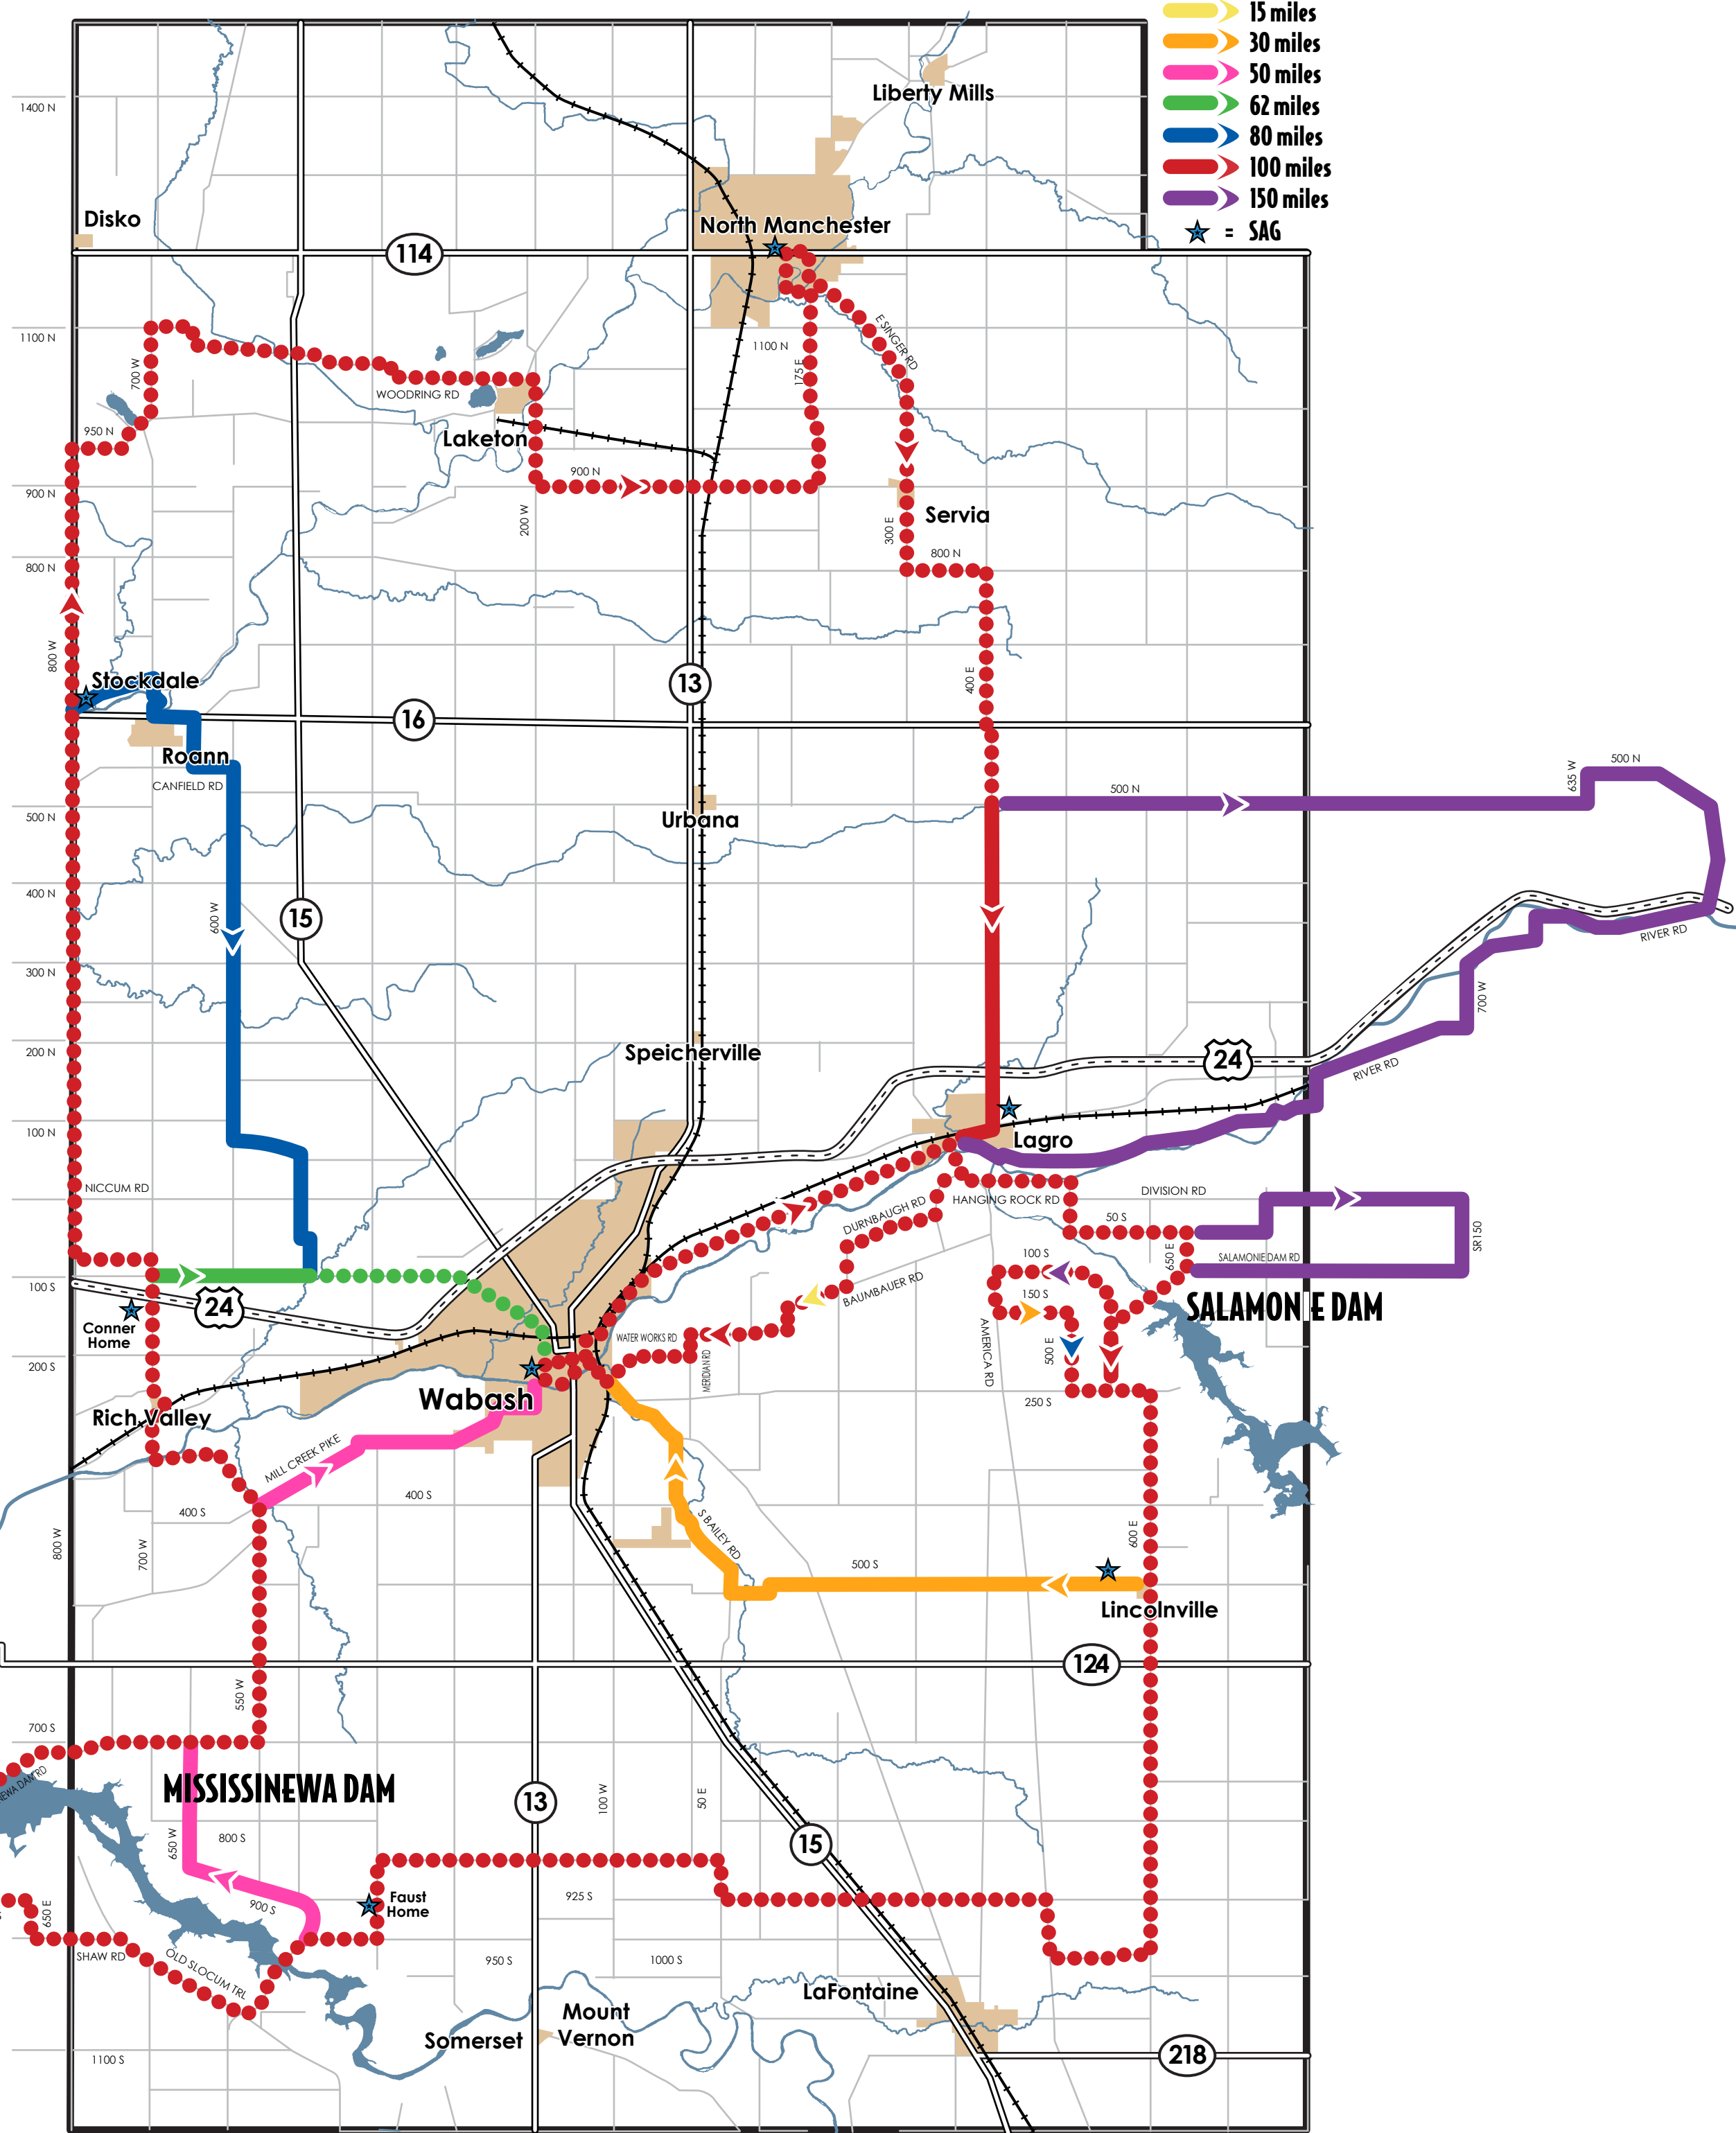 15 miles
30 miles
50 miles
62 miles
80 miles
100 miles
150 miles
= SAG
Liberty Mills
1400 N
Disko
North Manchester
114
1100 N
1100 N
E SINGER RD
700 W
175 E
WOODRING RD
950 N
Laketon
900 N
900 N
200 W
Servia
300 E
800 N
800 N
800 W
400 E
Stockdale
13
16
Roann
CANFIELD RD
500 N
635 W
500 N
500 N
Urbana
400 N
600 W
15
RIVER RD
300 N
700 W
200 N
Speicherville
24
RIVER RD
100 N
Lagro
NICCUM RD
DIVISION RD
HANGING ROCK RD
DURNBAUGH RD
50 S
SR150
650 E
SALAMONIE DAM RD
100 S
100 S
BAUMBAUER RD
150 S
24
SALAMONIE DAM
Conner
Home
WATER WORKS RD
AMERICA RD
500 E
MERIDIAN RD
200 S
Wabash
250 S
Rich Valley
MILL CREEK PIKE
400 S
400 S
S BAILEY RD
600 E
800 W
700 W
500 S
Lincolnville
124
550 W
700 S
EWA DAM RD
MISSISSINEWA DAM
13
100 W
50 E
650 W
800 S
15
925 S
Faust
Home
900 S
650 E
SHAW RD
OLD SLOCUM TRL
950 S
1000 S
LaFontaine
Mount
Vernon
Somerset
218
1100 S